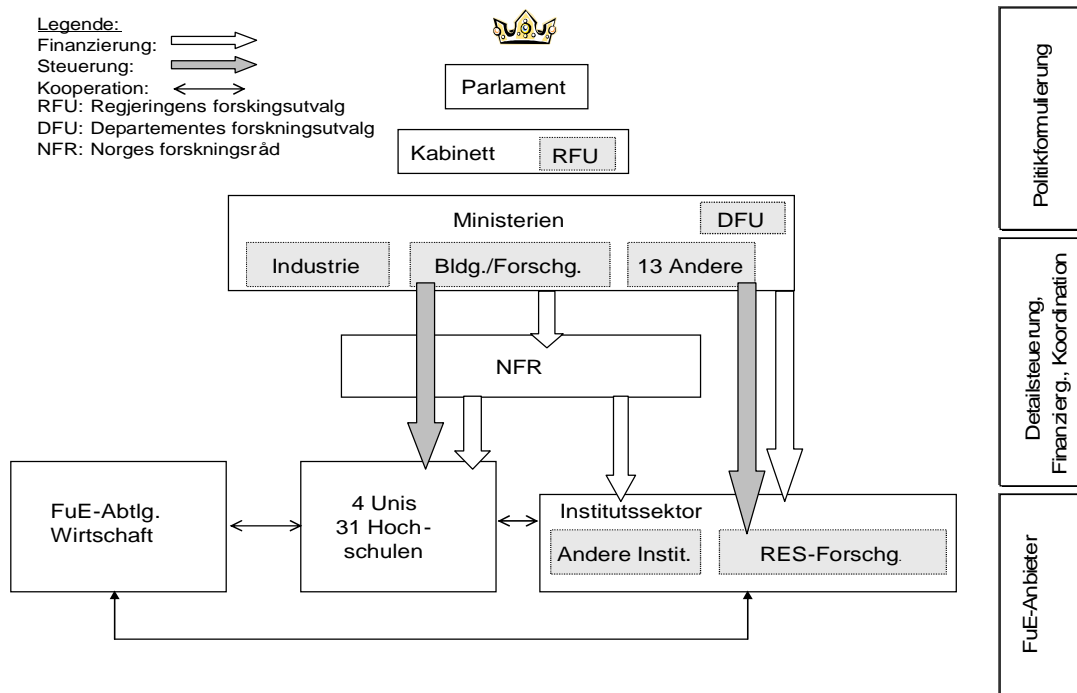 Legende:
Finanzierung:
Steuerung:
Kooperation:
RFU: Regjeringens forskingsutvalg
DFU: Departementes forskningsutvalg
NFR: Norges forskningsråd
Parlament
Kabinett
RFU
Ministerien
DFU
Industrie
Bldg./Forschg.
13 Andere
NFR
FuE-Abtlg.
Wirtschaft
4 Unis
31 Hoch-
schulen
Institutssektor
Andere Instit.
RES-Forschg.
Politikformulierung
Detailsteuerung,
Finanzierg., Koordination
FuE-Anbieter